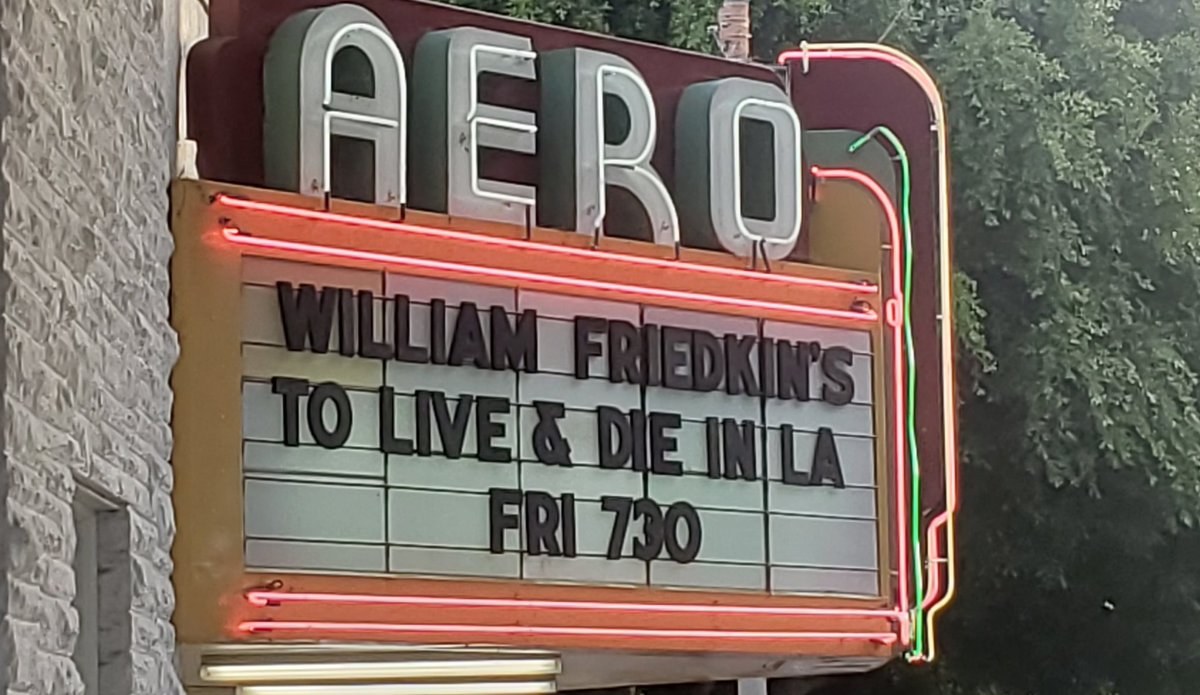 AERO
WILLIAM FRIEDKIN'S
TO LIVE & DIE IN LA
FRI 730